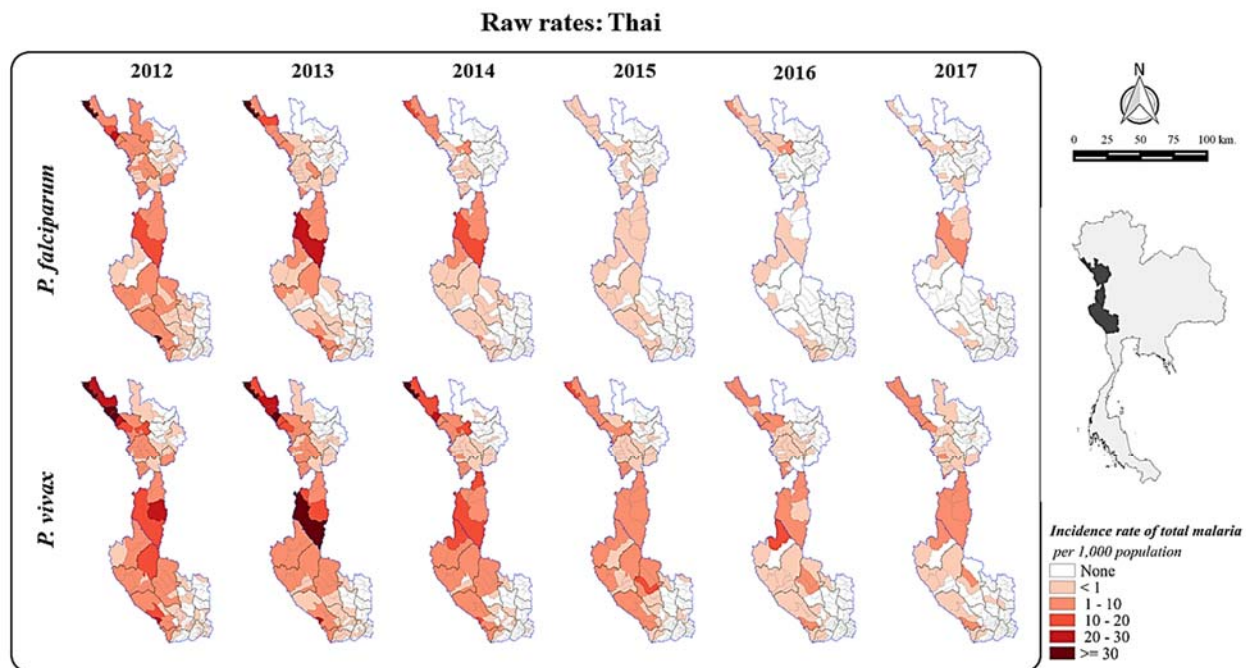 Raw rates: Thai
2012 2013 2014 2015 2016 2017
P. falciparum
P. vivax
N
0 25 50 75 100 km.
Incidence rate of total malaria
per 1,000 population
None
< 1
1 - 10
10 - 20
20 - 30
>= 30